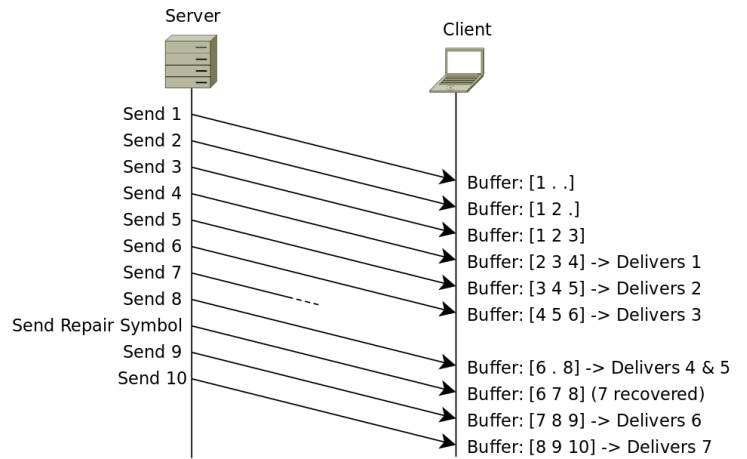 Server
Client
Send 1
Send 2
Send 3
Buffer: [1 . .]
Send 4
Buffer: [1 2 .]
Send 5
Buffer: [1 2 3]
Send 6
Buffer: [2 3 4] -> Delivers 1
Send 7
Buffer: [3 4 5] -> Delivers 2
Send 8
Buffer: [4 5 6] -> Delivers 3
Send Repair Symbol
Send 9
Buffer: [6 . 8] -> Delivers 4 & 5
Send 10
Buffer: [6 7 8] (7 recovered)
Buffer: [7 8 9] -> Delivers 6
Buffer: [8 9 10] -> Delivers 7